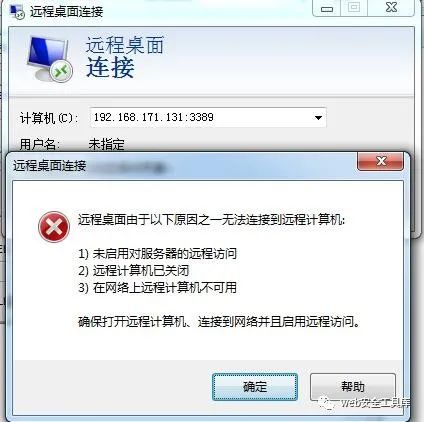 远程桌面连接
远程桌面
连接
计算机(C): 192.168.171.131:3389
用户名: 未指定
远程桌面连接
远程桌面由于以下原因之一无法连接到远程计算机:
1) 未启用对服务器的远程访问
2) 远程计算机已关闭
3) 在网络上远程计算机不可用
确保打开远程计算机、连接到网络并且启用远程访问。
确定 帮助
web安全工具库